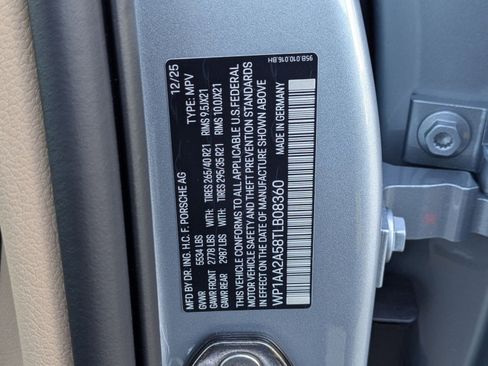 95B.010.016.BH
MFD BY DR. ING. H.C. F. PORSCHE AG 12/25
TYPE: MPV
GVWR 5534 LBS
GAWR FRONT 2778 LBS WITH: TIRES 265/40 R21 RIMS 9.5JX21
GAWR REAR 2987 LBS WITH: TIRES 295/35 R21 RIMS 10.0JX21
THIS VEHICLE CONFORMS TO ALL APPLICABLE U.S. FEDERAL
MOTOR VEHICLE SAFETY AND THEFT PREVENTION STANDARDS
IN EFFECT ON THE DATE OF MANUFACTURE SHOWN ABOVE
WP1AA2A58TLB08360 MADE IN GERMANY